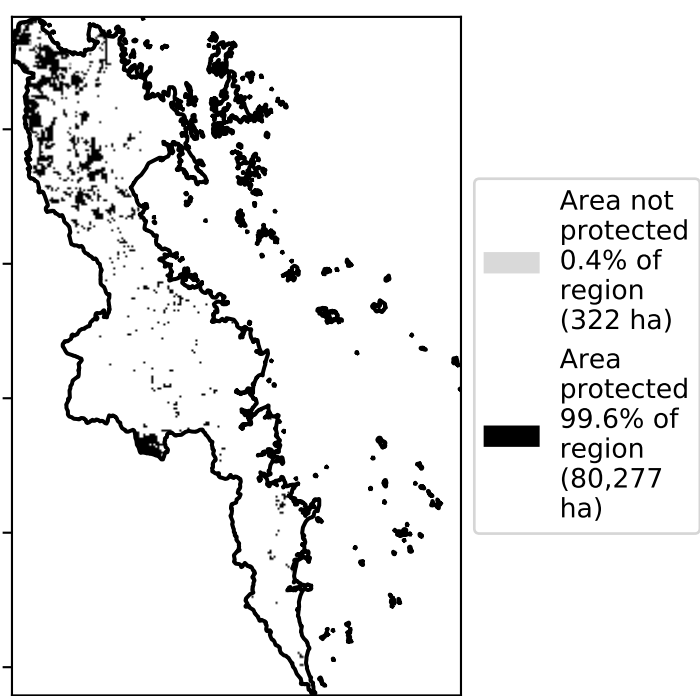 Area not
protected
0.4% of
region
(322 ha)
Area
protected
99.6% of
region
(80,277
ha)